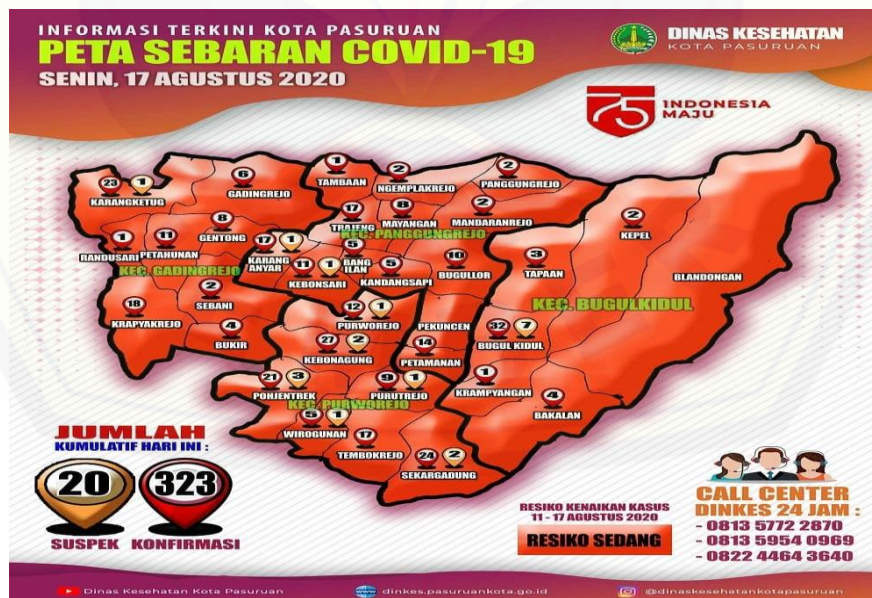 INFORMASI TERKINI KOTA PASURUAN
PETA SEBARAN COVID-19
SENIN, 17 AGUSTUS 2020
DINAS KESEHATAN
KOTA PASURUAN
75 INDONESIA
MAJU
23 1
KARANGKETUG
6
GADINGREJO
1
TAMBAAN
2
NGEMPLAKREJO
2
PANGGUNGREJO
8
GENTONG
17
TRAJENG
8
MAYANGAN
2
MANDARANREJO
KEC. PANGGUNGREJO
2
KEPEL
1
RANDUSARI
11
PETAHUNAN
KEC. GADINGREJO
17 1
KARANG
ANYAR
11 1
KEBONSARI
5
BANG
ILAN
5
KANDANGSAPI
10
BUGULLOR
3
TAPAAN
BLANDONGAN
KEC. BUGULKIDUL
18
KRAPYAKREJO
2
SEBANI
4
BUKIR
12 1
PURWOREJO
PEKUNCEN
27 2
KEBONAGUNG
14
PETAMANAN
32 7
BUGUL KIDUL
21 3
POHJENTREK
9 1
PURUTREJO
KEC. PURWOREJO
1
KRAMPYANGAN
4
BAKALAN
5 1
WIROGUNAN
17
TEMBOKREJO
24 2
SEKARGADUNG
JUMLAH
KUMULATIF HARI INI :
20 323
SUSPEK KONFIRMASI
RESIKO KENAIKAN KASUS
11 - 17 AGUSTUS 2020
RESIKO SEDANG
CALL CENTER
DINKES 24 JAM :
- 0813 5772 2870
- 0813 5954 0969
- 0822 4464 3640
Dinas Kesehatan Kota Pasuruan
dinkes.pasuruankota.go.id
@dinaskesehatankotapasuruan